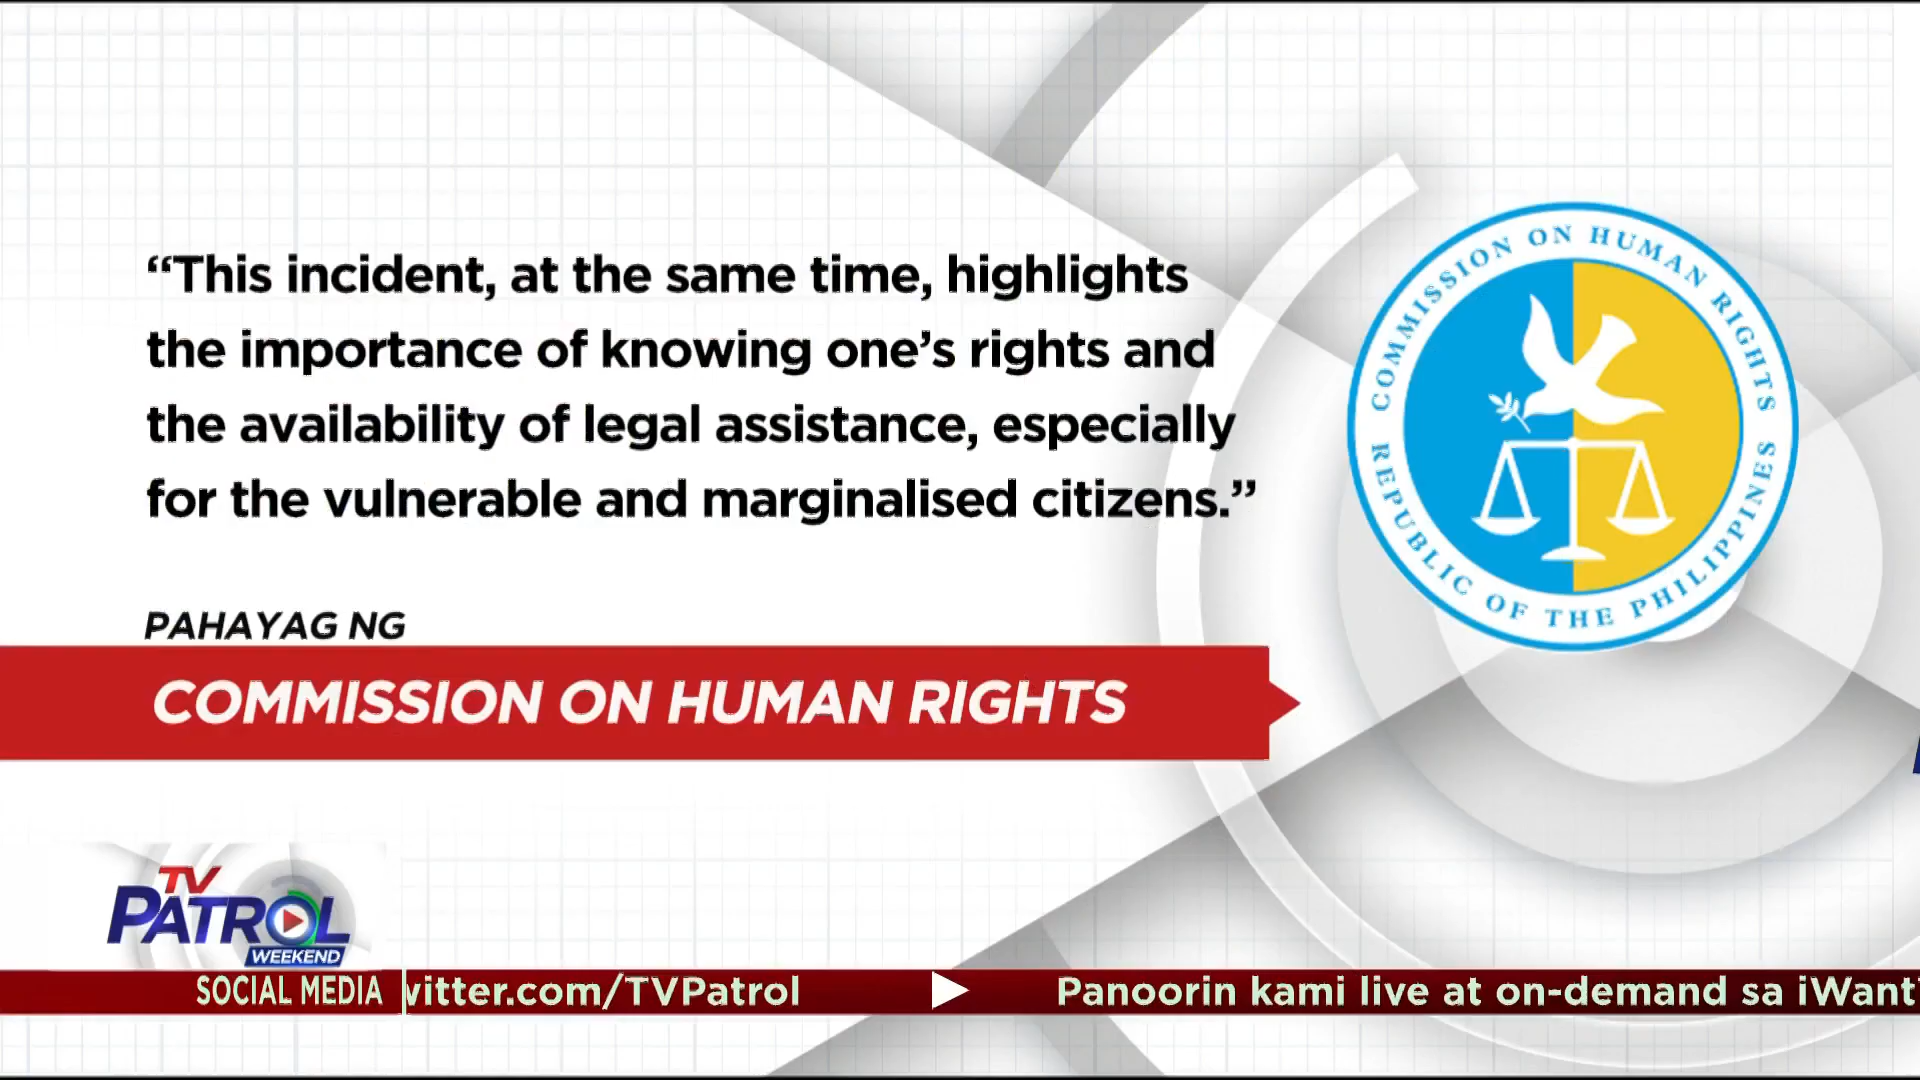 “This incident, at the same time, highlights
the importance of knowing one’s rights and
the availability of legal assistance, especially
for the vulnerable and marginalised citizens.”
PAHAYAG NG
COMMISSION ON HUMAN RIGHTS
COMMISSION ON HUMAN RIGHTS
REPUBLIC OF THE PHILIPPINES
TV
PATROL
WEEKEND
SOCIAL MEDIA
witter.com/TVPatrol
Panoorin kami live at on-demand sa iWant